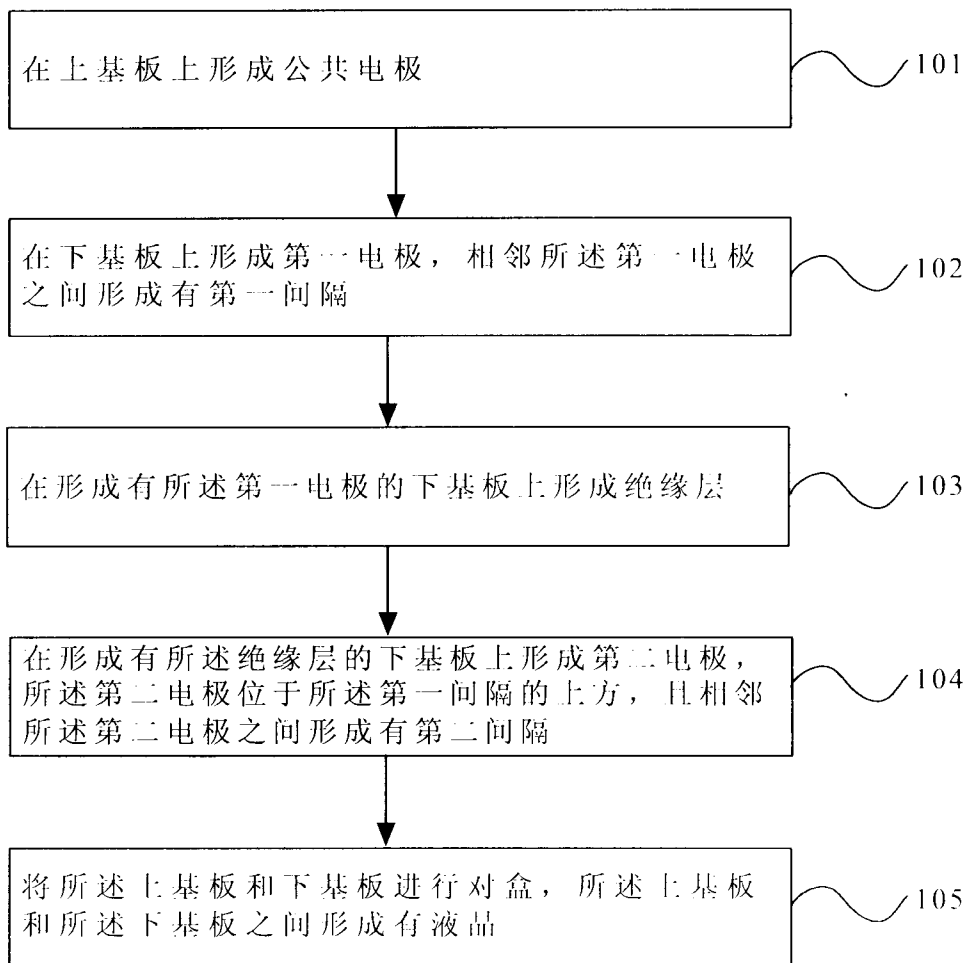 在上基板上形成公共电极
101
在下基板上形成第一电极，相邻所述第一电极
之间形成有第一间隔
102
在形成有所述第一电极的下基板上形成绝缘层
103
在形成有所述绝缘层的下基板上形成第二电极，
所述第二电极位于所述第一间隔的上方，且相邻
所述第二电极之间形成有第二间隔
104
将所述上基板和下基板进行对盒，所述上基板
和所述下基板之间形成有液晶
105